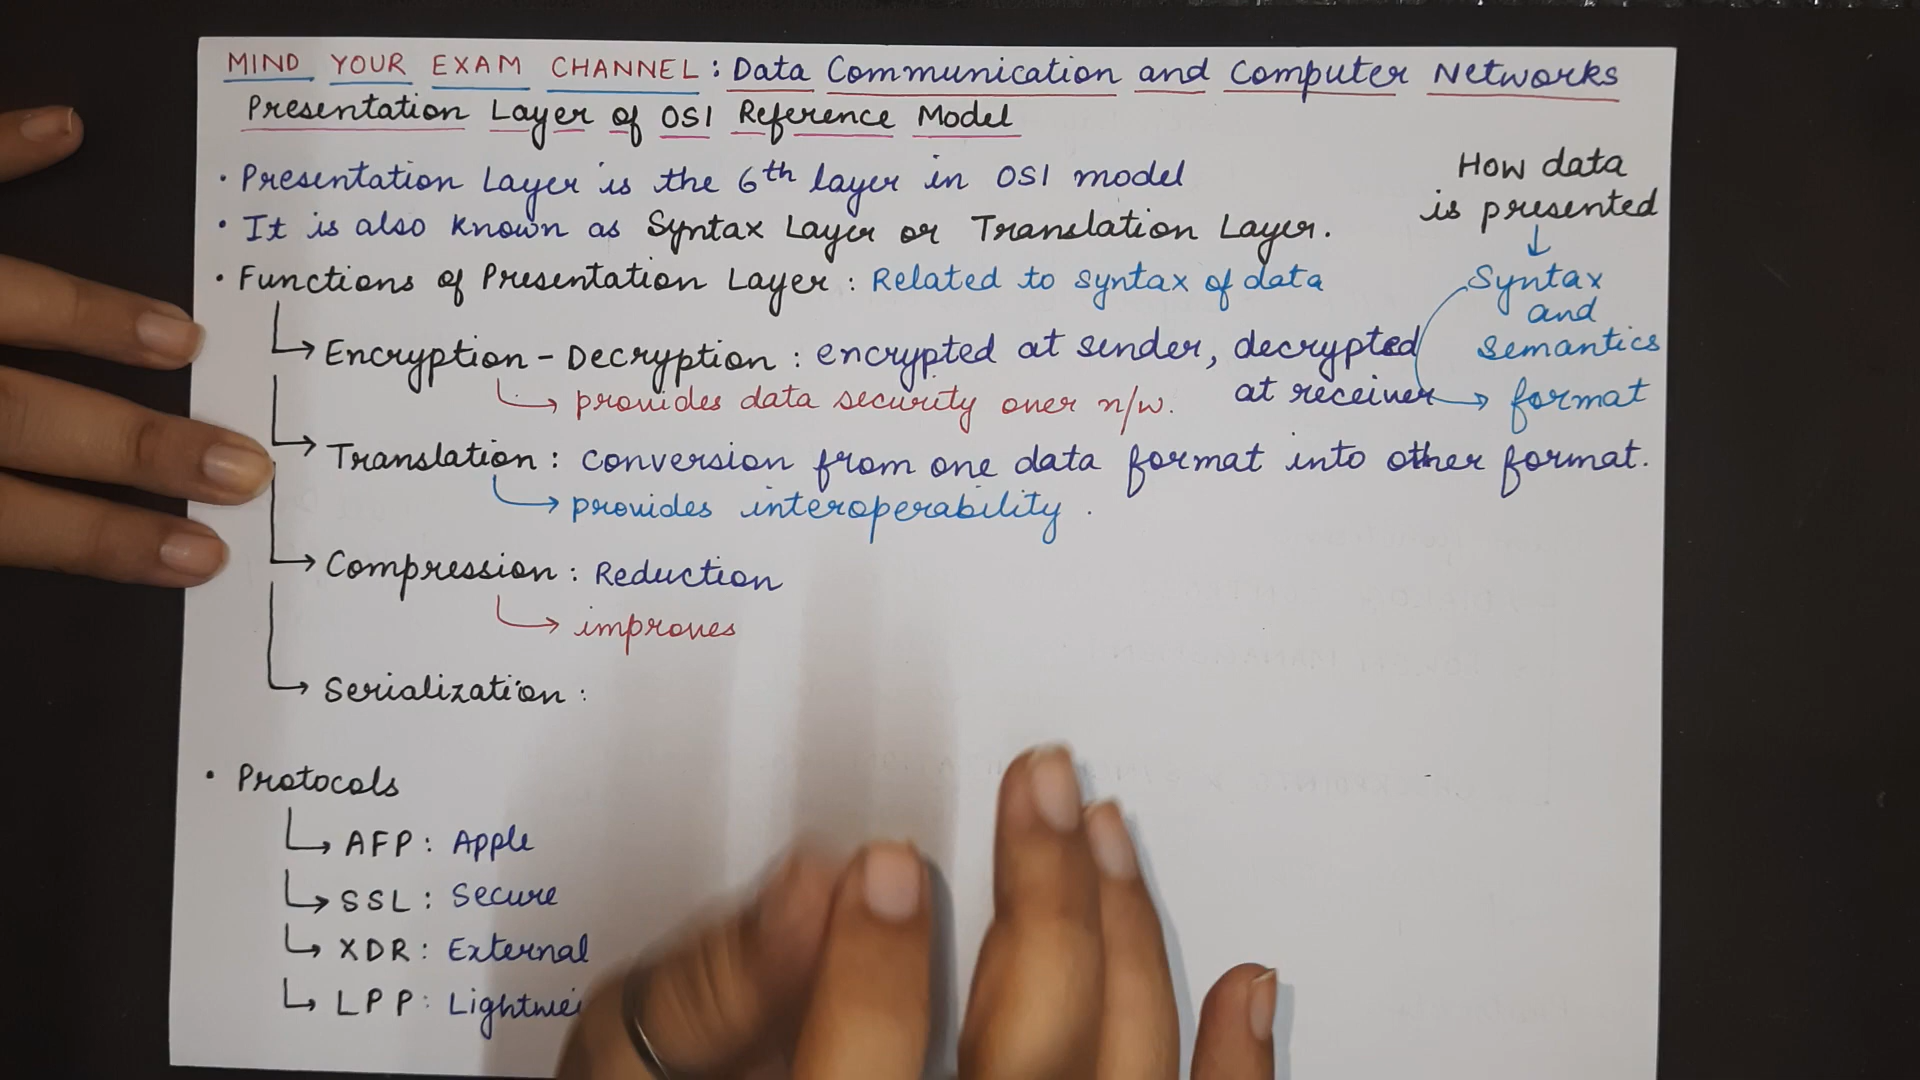 MIND YOUR EXAM CHANNEL : Data Communication and Computer Networks
Presentation Layer of OSI Reference Model
• Presentation Layer is the 6th layer in OSI model
• It is also known as Syntax Layer or Translation Layer.
How data
is presented
↓
Syntax
and
semantics
→ format
• Functions of Presentation Layer : Related to syntax of data
→ Encryption - Decryption : encrypted at sender, decrypted
at receiver
→ provides data security over n/w.
→ Translation : conversion from one data format into other format.
→ provides interoperability .
→ Compression : Reduction
→ improves
→ Serialization :
• Protocols
→ AFP : Apple
→ SSL : Secure
→ XDR : External
→ LPP :